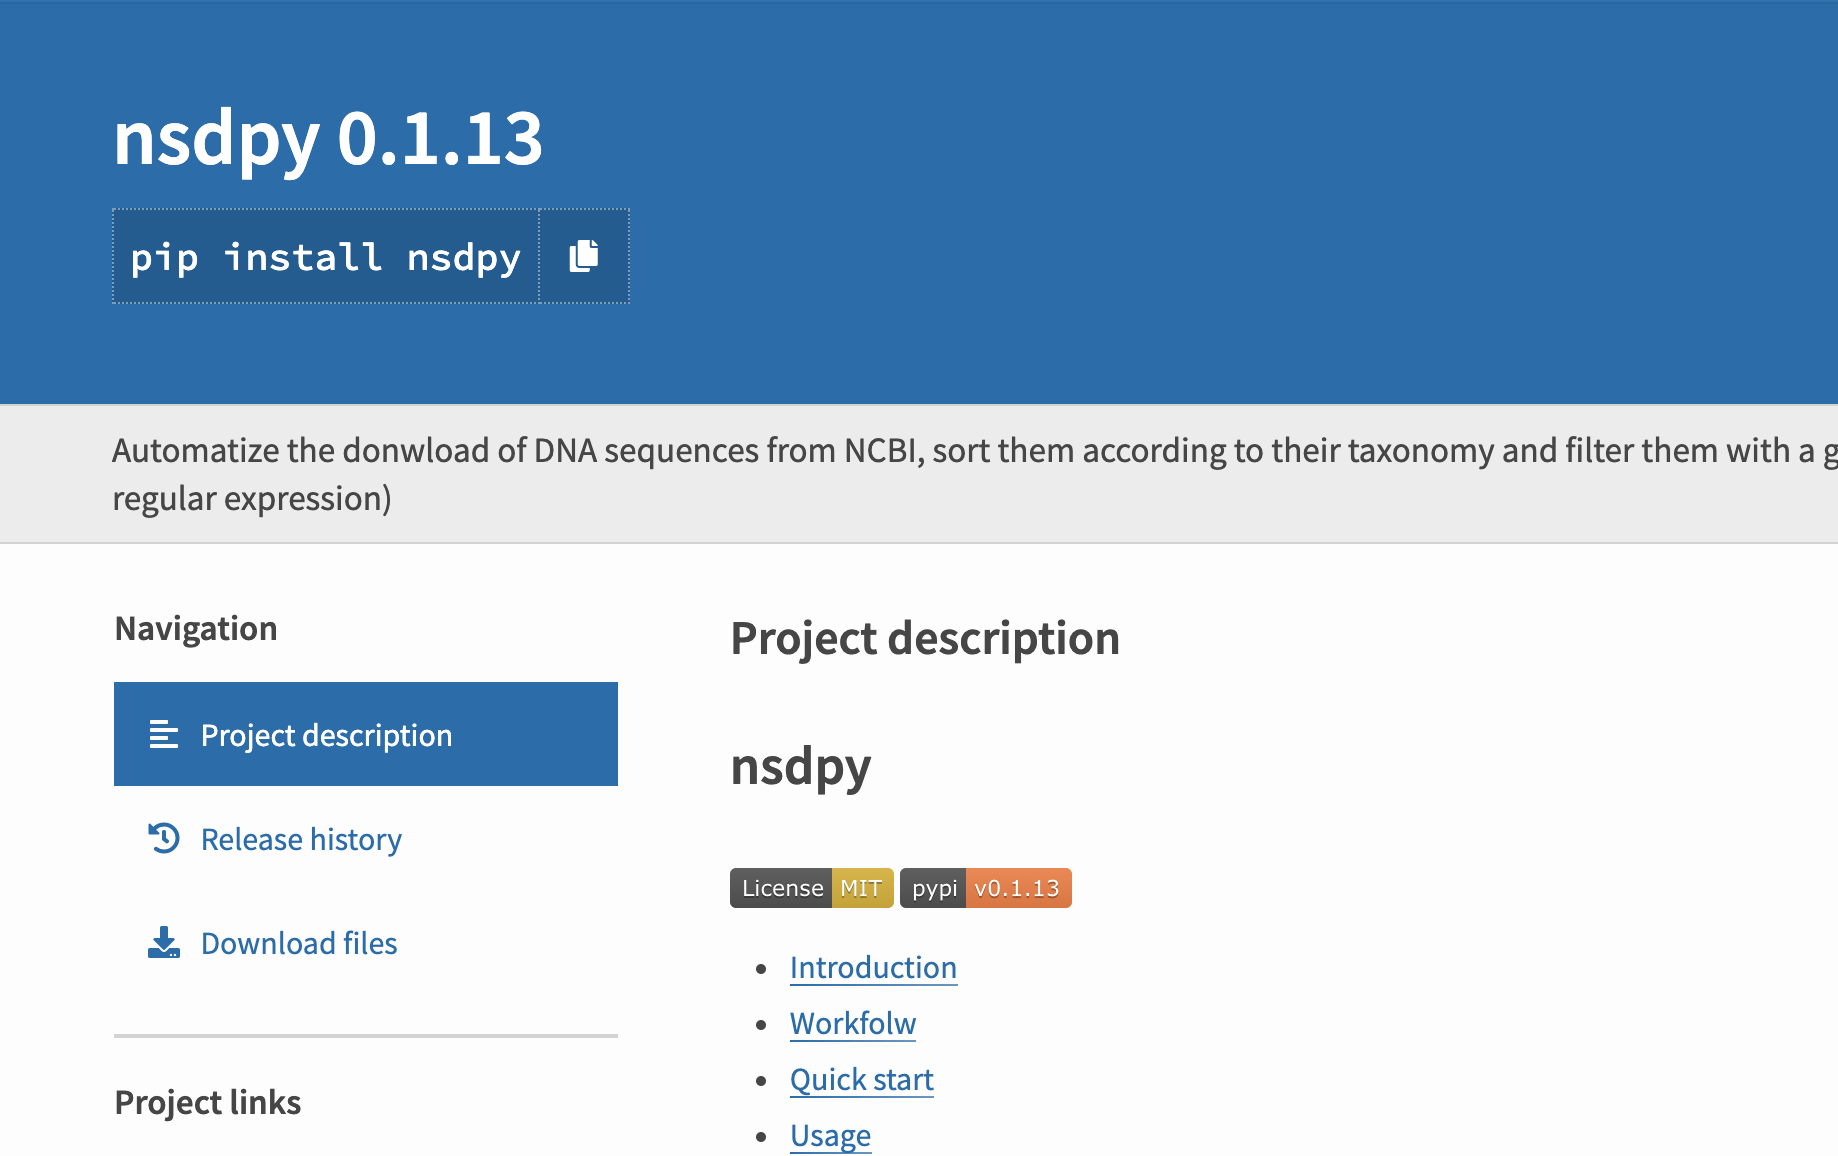 nsdpy 0.1.13
pip install nsdpy
Automatize the donwload of DNA sequences from NCBI, sort them according to their taxonomy and filter them with a
regular expression)
Navigation
Project description
Release history
Download files
Project links
Project description
nsdpy
License MIT pypi v0.1.13
Introduction
Workfolw
Quick start
Usage